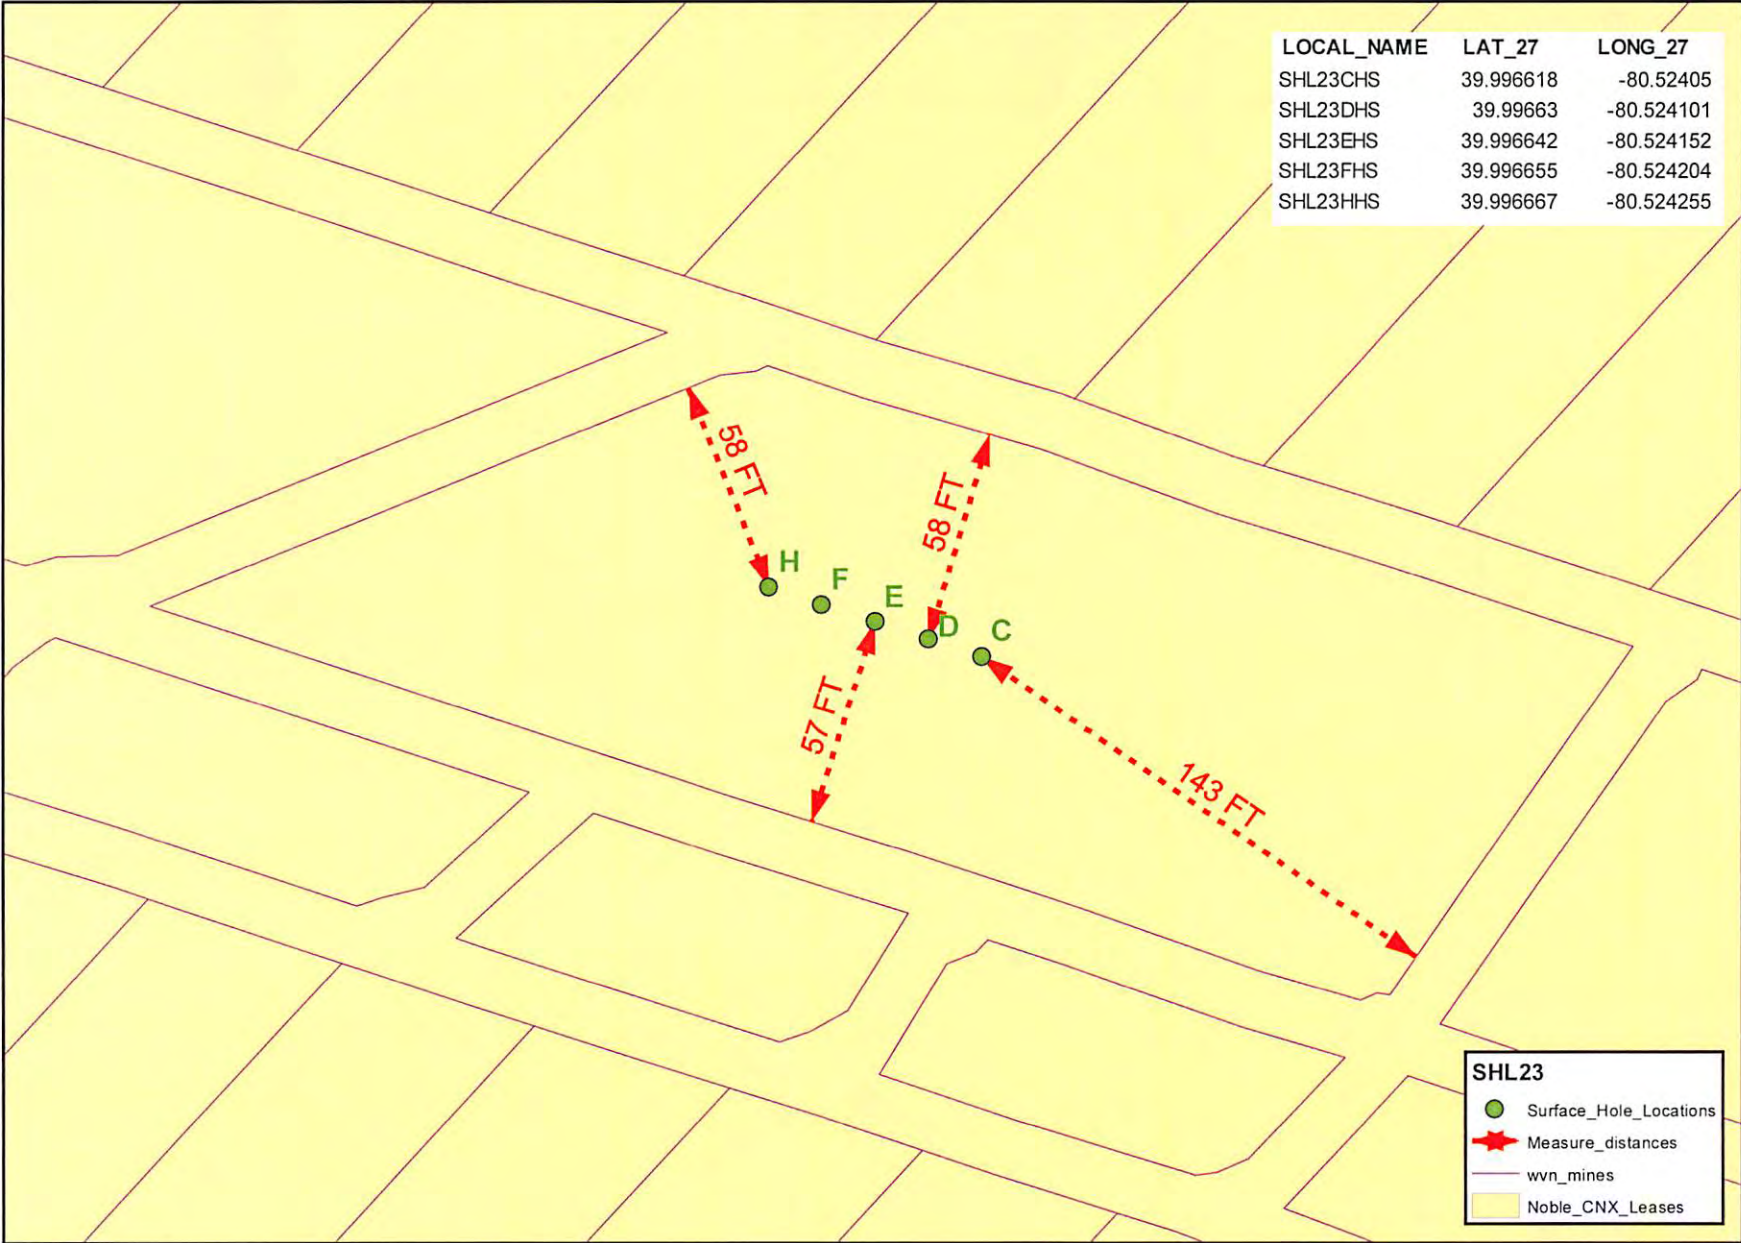 LOCAL_NAME LAT_27 LONG_27
SHL23CHS 39.996618 -80.52405
SHL23DHS 39.99663 -80.524101
SHL23EHS 39.996642 -80.524152
SHL23FHS 39.996655 -80.524204
SHL23HHS 39.996667 -80.524255
58 FT
58 FT
H
F
E
D
C
57 FT
143 FT
SHL23
Surface_Hole_Locations
Measure_distances
wvn_mines
Noble_CNX_Leases